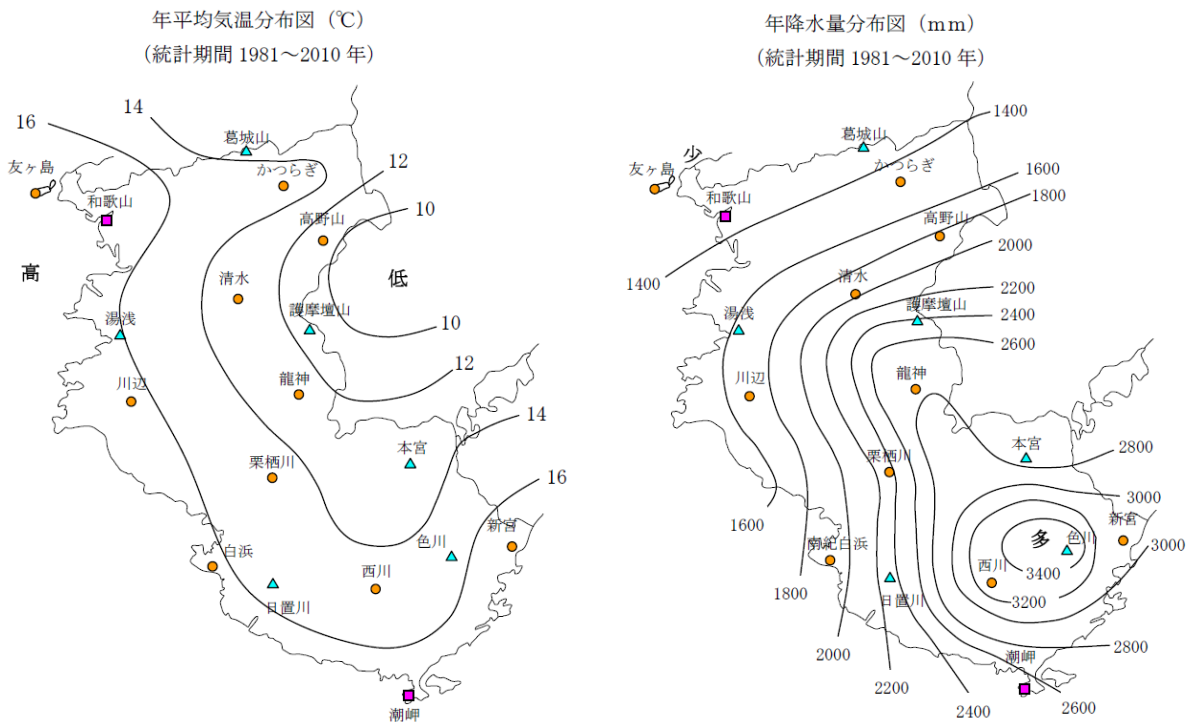 年平均気温分布図（℃）
（統計期間 1981～2010 年）
14
16
葛城山
友ヶ島
かつらぎ
12
和歌山
10
高野山
高
低
清水
護摩壇山
湯浅
10
12
川辺
龍神
14
本宮
栗栖川
16
新宮
色川
白浜
西川
日置川
潮岬
年降水量分布図（ｍｍ）
（統計期間 1981～2010 年）
1400
葛城山
少
友ヶ島
かつらぎ
1600
1800
和歌山
高野山
2000
1400
清水
2200
護摩壇山
湯浅
2400
2600
川辺
龍神
本宮
2800
栗栖川
3000
1600
新宮
多
色川
南紀白浜
3000
西川
3400
1800
3200
日置川
2000
2800
潮岬
2200
2400
2600